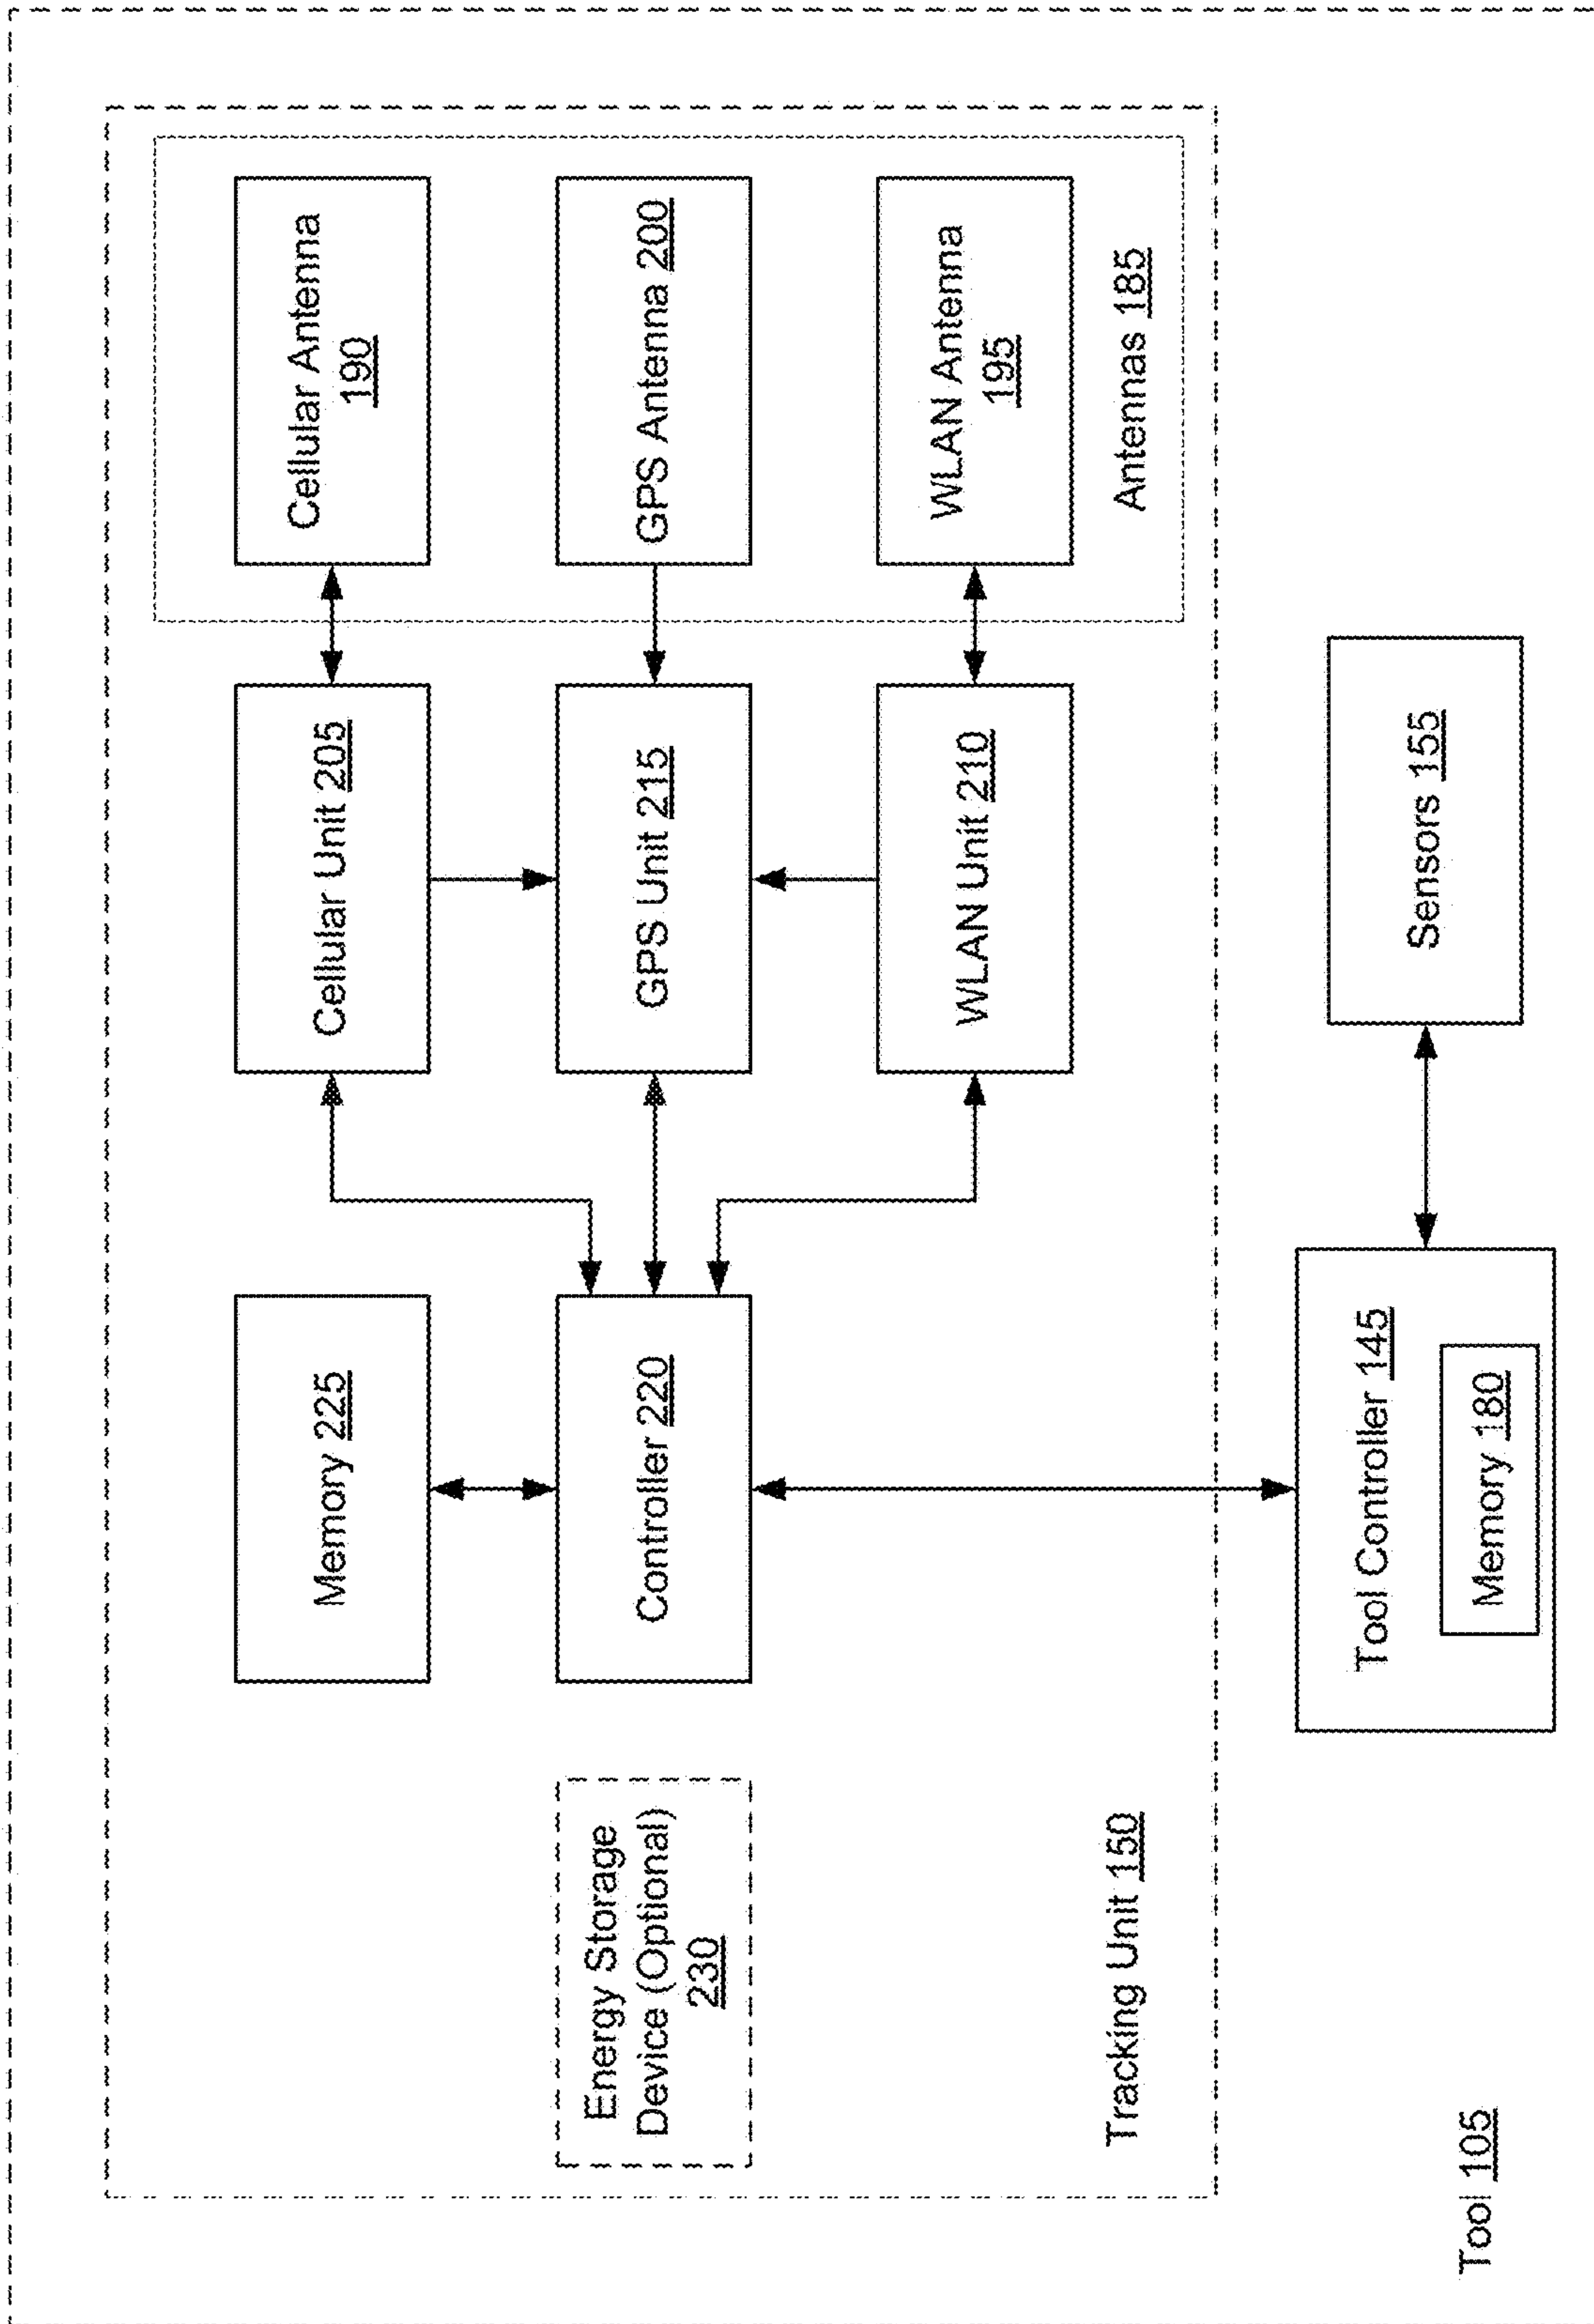 Memory 225
Cellular Unit 205
Cellular Antenna
190
Energy Storage
Device (Optional)
230
Controller 220
GPS Unit 215
GPS Antenna 200
WLAN Unit 210
WLAN Antenna
195
Tracking Unit 150
Antennas 185
Tool Controller 145
Memory 180
Sensors 155
Tool 105